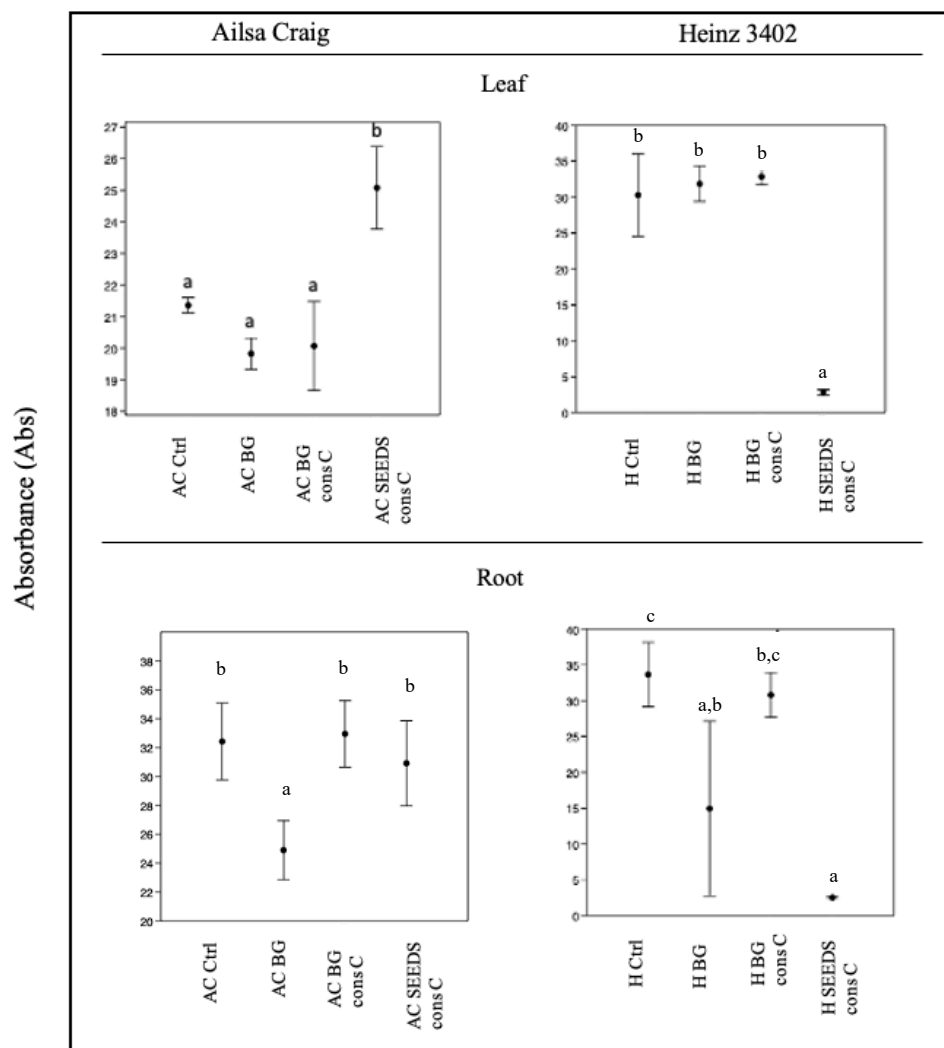 Ailsa Craig Heinz 3402
Leaf
Absorbance (Abs)
27
26
25
24
23
22
21
20
19
18
a
a
a
b
AC Ctrl
AC BG
AC BG
cons C
AC SEEDS
cons C
40
35
30
25
20
15
10
5
0
b
b
b
a
H Ctrl
H BG
H BG
cons C
H SEEDS
cons C
Root
38
36
34
32
30
28
26
24
22
20
b
a
b
b
AC Ctrl
AC BG
AC BG
cons C
AC SEEDS
cons C
40
35
30
25
20
15
10
5
0
c
a,b
b,c
a
H Ctrl
H BG
H BG
cons C
H SEEDS
cons C